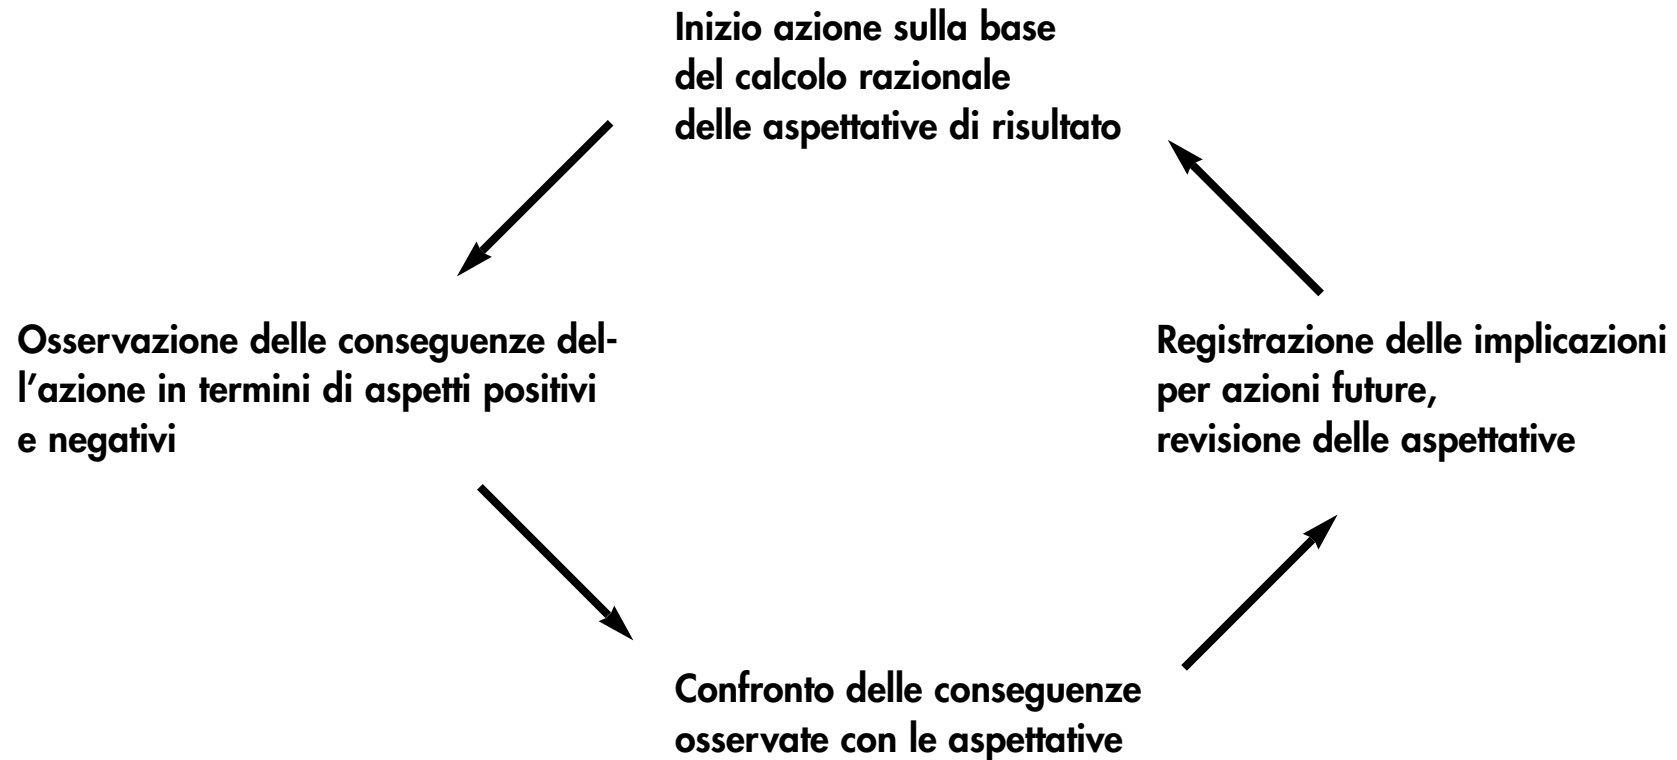 Inizio azione sulla base
del calcolo razionale
delle aspettative di risultato
Osservazione delle conseguenze del-
l’azione in termini di aspetti positivi
e negativi
Registrazione delle implicazioni
per azioni future,
revisione delle aspettative
Confronto delle conseguenze
osservate con le aspettative